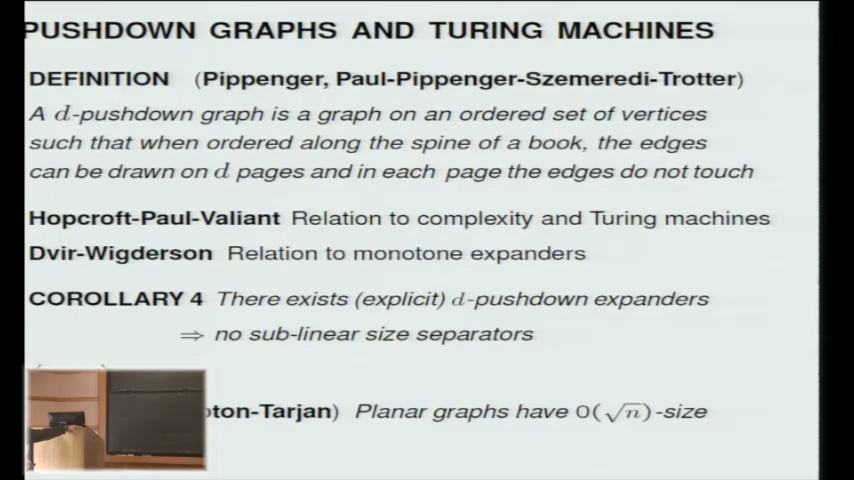 PUSHDOWN GRAPHS AND TURING MACHINES
DEFINITION (Pippenger, Paul-Pippenger-Szemeredi-Trotter)
A d-pushdown graph is a graph on an ordered set of vertices
such that when ordered along the spine of a book, the edges
can be drawn on d pages and in each page the edges do not touch
Hopcroft-Paul-Valiant Relation to complexity and Turing machines
Dvir-Wigderson Relation to monotone expanders
COROLLARY 4 There exists (explicit) d-pushdown expanders
⇒ no sub-linear size separators
ton-Tarjan) Planar graphs have 0(√n)-size